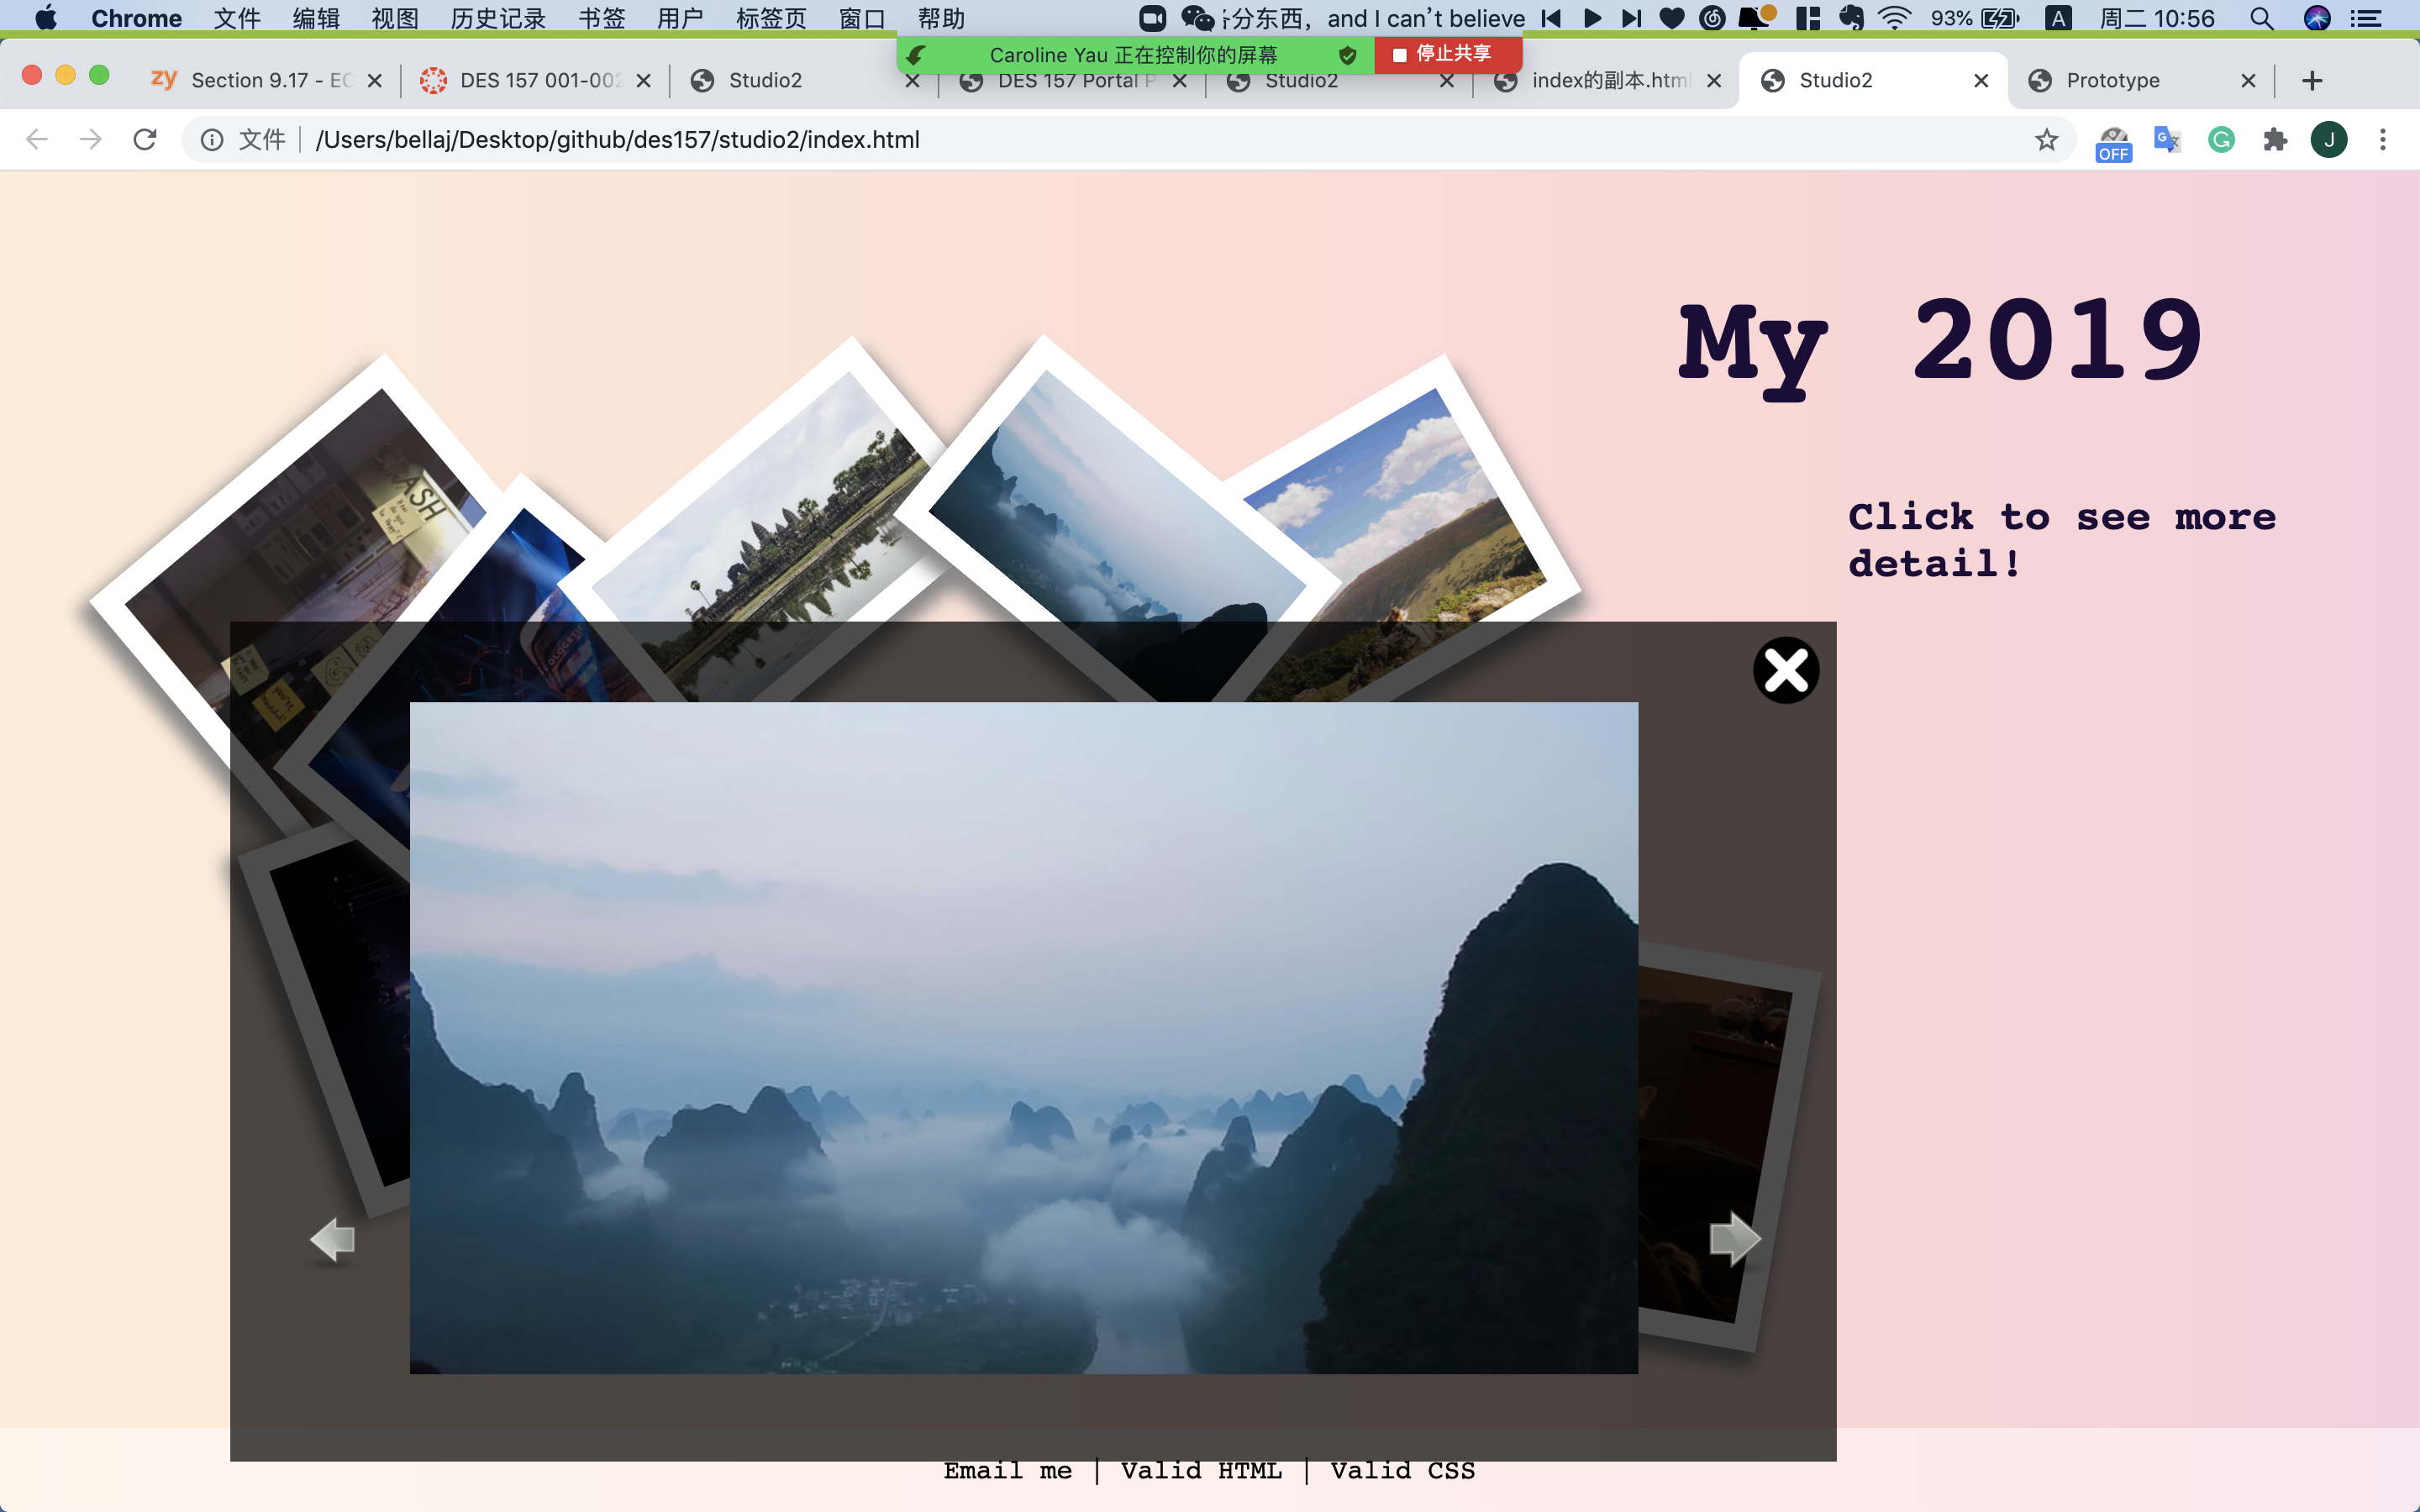 Chrome 文件 编辑 视图 历史记录 书签 用户 标签页 窗口 帮助 分东西，and I can't believe 93% A 周二 10:56
Caroline Yau 正在控制你的屏幕 停止共享
zy Section 9.17 - EC DES 157 001-002 Studio2 DES 157 Portal P Studio2 index的副本.html Studio2 Prototype
文件 /Users/bellaj/Desktop/github/des157/studio2/index.html OFF G J
My 2019
Click to see more
detail!
Email me | Valid HTML | Valid CSS